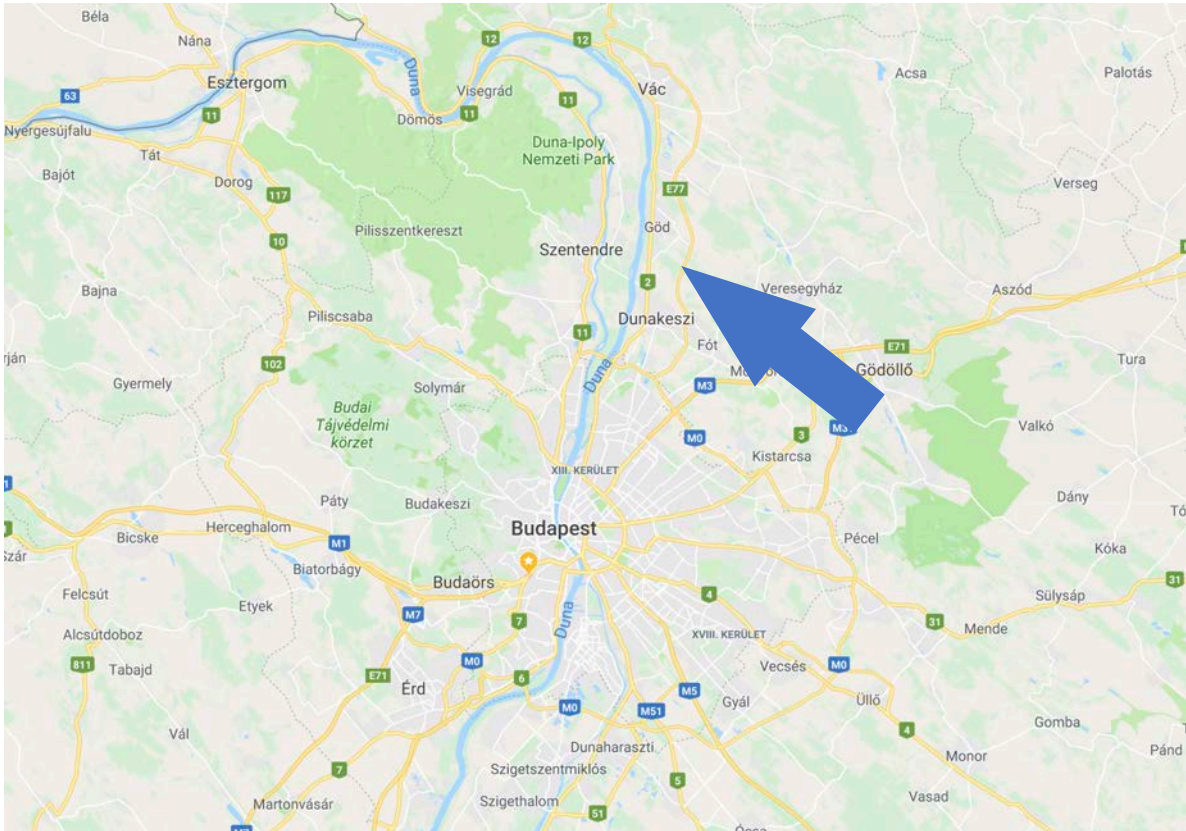 Béla
Nána
12
12
Esztergom
Duna
Visegrád
Vác
Acsa
Palotás
63
11
11
11
Dömös
Nyergesújfalu
Tát
Duna-Ipoly
Nemzeti Park
Bajót
Dorog
117
E77
Verseg
10
Pilisszentkereszt
Göd
Szentendre
Bajna
2
Veresegyház
Aszód
Piliscsaba
Dunakeszi
11
Fót
E71
rján
102
Duna
Tura
Gyermely
Solymár
M3
Gödöllő
Budai
Tájvédelmi
körzet
Valkó
M0
3
Kistarcsa
XIII. KERÜLET
Páty
Budakeszi
Dány
Herceghalom
Budapest
Bicske
M1
Pécel
Kóka
szár
Biatorbágy
Budaörs
31
Felcsút
Etyek
M7
4
Sülysáp
7
Duna
31
Mende
Alcsútdoboz
XVIII. KERÜLET
811
Tabajd
E71
M0
6
Vecsés
M0
Érd
M5
Gyál
Üllő
M0
M51
Vál
Gomba
4
Dunaharaszti
Monor
Pánd
7
Szigetszentmiklós
5
Martonvásár
Szigethalom
51
Vasad